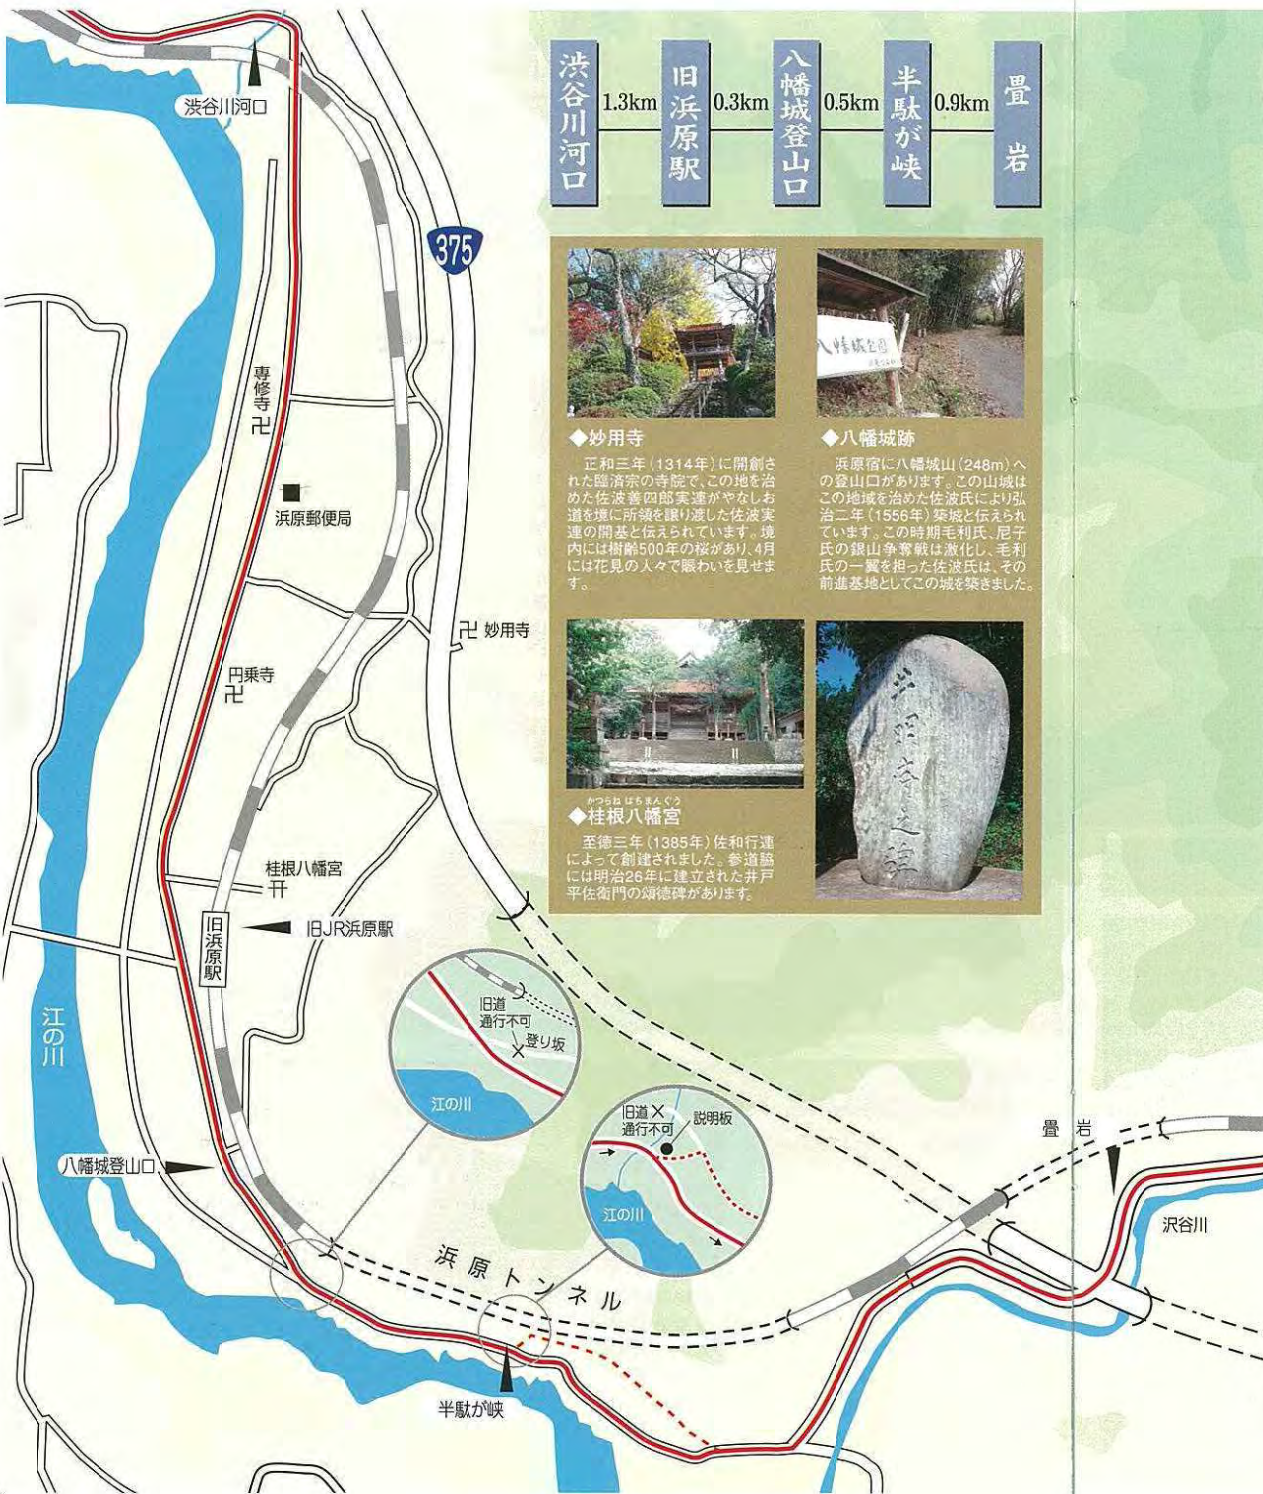 渋谷川河口
1.3km
旧浜原駅
0.3km
八幡城登山口
0.5km
半駄が峡
0.9km
畳岩
渋谷川河口
375
専修寺
浜原郵便局
卍 妙用寺
円乗寺
卍
桂根八幡宮
旧浜原駅
旧JR浜原駅
江の川
八幡城登山口
旧道
通行不可
登り坂
江の川
旧道
通行不可
説明板
江の川
浜原トンネル
半駄が峡
畳岩
沢谷川
八幡城公園
◆妙用寺
正和三年(1314年)に開創さ
れた臨済宗の寺院で、この地を治
めた佐波善四郎実連がやなしお
道を境に所領を譲り渡した佐波実
連の開基と伝えられています。境
内には樹齢500年の桜があり、4月
には花見の人々で賑わいを見せま
す。
◆八幡城跡
浜原宿に八幡城山(248m)へ
の登山口があります。この山城は
この地域を治めた佐波氏により弘
治二年(1556年)築城と伝えられ
ています。この時期毛利氏、尼子
氏の銀山争奪戦は激化し、毛利
氏の一翼を担った佐波氏は、その
前進基地としてこの城を築きました。
かつらね はちまんぐう
◆桂根八幡宮
至徳三年(1385年)佐和行連
によって創建されました。参道脇
には明治26年に建立された井戸
平佐衛門の頌徳碑があります。